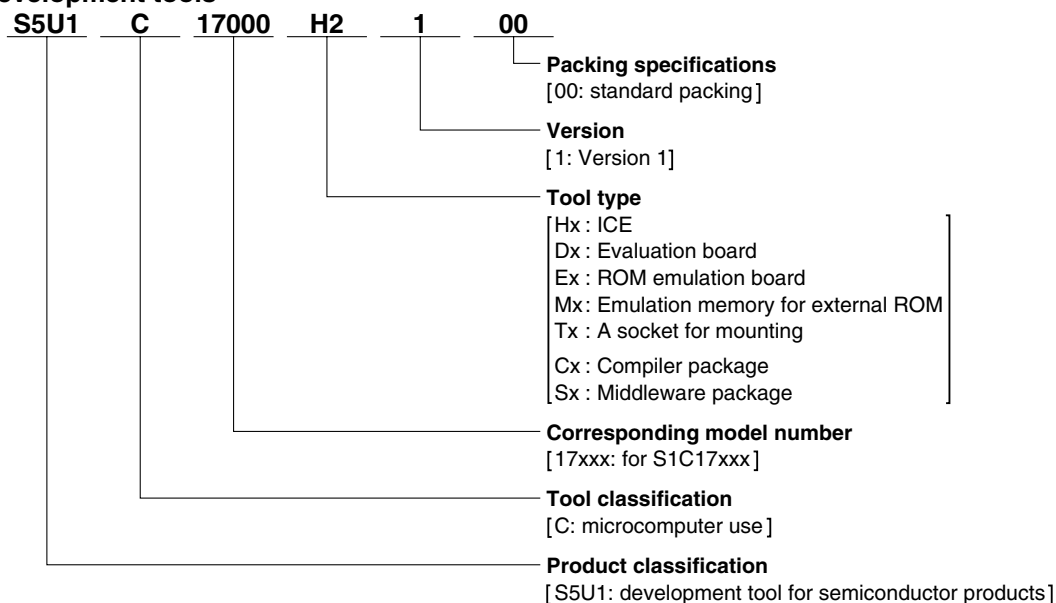 evelopment tools
S5U1 C 17000 H2 1 00
Packing specifications
[00: standard packing]
Version
[1: Version 1]
Tool type
[Hx : ICE
Dx : Evaluation board
Ex : ROM emulation board
Mx : Emulation memory for external ROM
Tx : A socket for mounting
Cx : Compiler package
Sx : Middleware package]
Corresponding model number
[17xxx: for S1C17xxx]
Tool classification
[C: microcomputer use]
Product classification
[S5U1: development tool for semiconductor products]